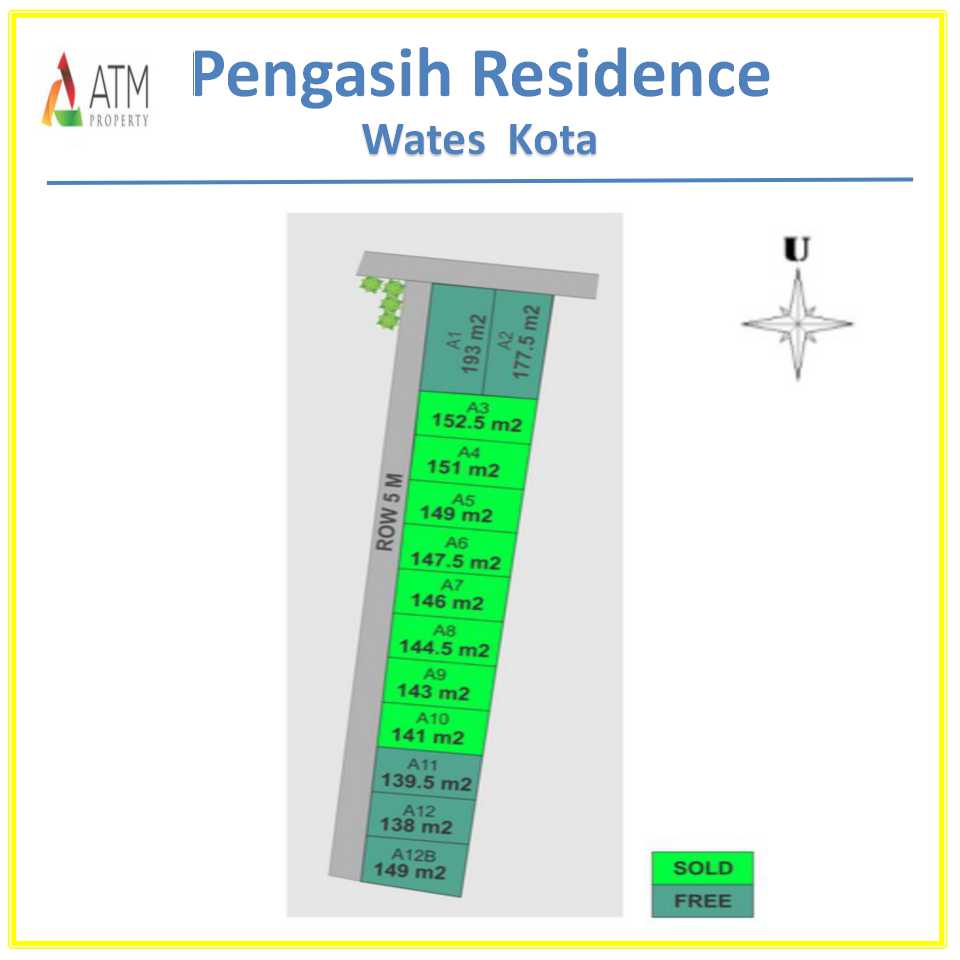 ATM
PROPERTY
Pengasih Residence
Wates Kota
U
A1
193 m2
A2
177.5 m2
A3
152.5 m2
A4
151 m2
A5
149 m2
ROW 5 M
A6
147.5 m2
A7
146 m2
A8
144.5 m2
A9
143 m2
A10
141 m2
A11
139.5 m2
A12
138 m2
A12B
149 m2
SOLD
FREE